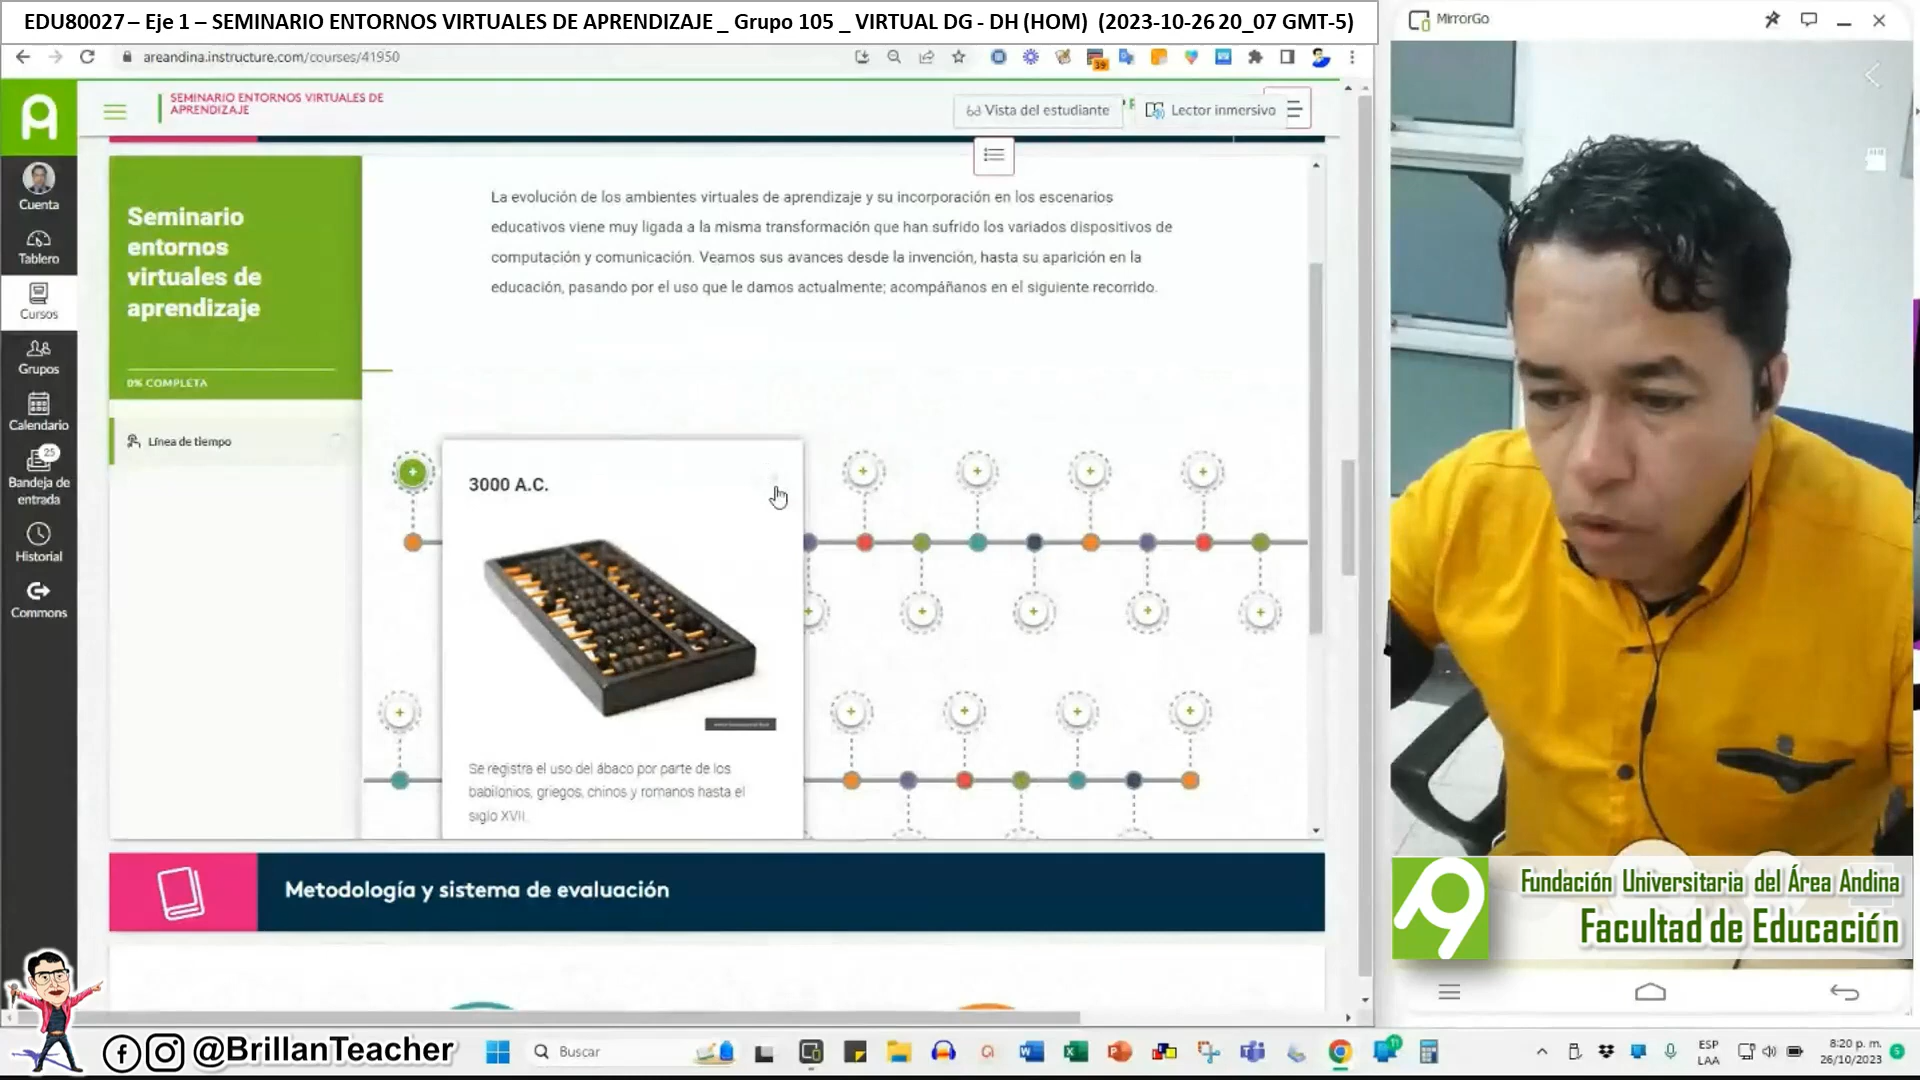 EDU80027 – Eje 1 – SEMINARIO ENTORNOS VIRTUALES DE APRENDIZAJE _ Grupo 105 _ VIRTUAL DG - DH (HOM) (2023-10-26 20_07 GMT-5)
MirrorGo
areandina.instructure.com/courses/41950
39
SEMINARIO ENTORNOS VIRTUALES DE
APRENDIZAJE
Vista del estudiante
Lector inmersivo
Cuenta
Tablero
Cursos
Grupos
Calendario
25
Bandeja de
entrada
Historial
Commons
Seminario
entornos
virtuales de
aprendizaje
0% COMPLETA
Línea de tiempo
La evolución de los ambientes virtuales de aprendizaje y su incorporación en los escenarios
educativos viene muy ligada a la misma transformación que han sufrido los variados dispositivos de
computación y comunicación. Veamos sus avances desde la invención, hasta su aparición en la
educación, pasando por el uso que le damos actualmente; acompáñanos en el siguiente recorrido.
3000 A.C.
Se registra el uso del ábaco por parte de los
babilonios, griegos, chinos y romanos hasta el
siglo XVII.
Metodología y sistema de evaluación
Fundación Universitaria del Área Andina
Facultad de Educación
@BrillanTeacher
Buscar
11
ESP
LAA
8:20 p. m.
26/10/2023
5